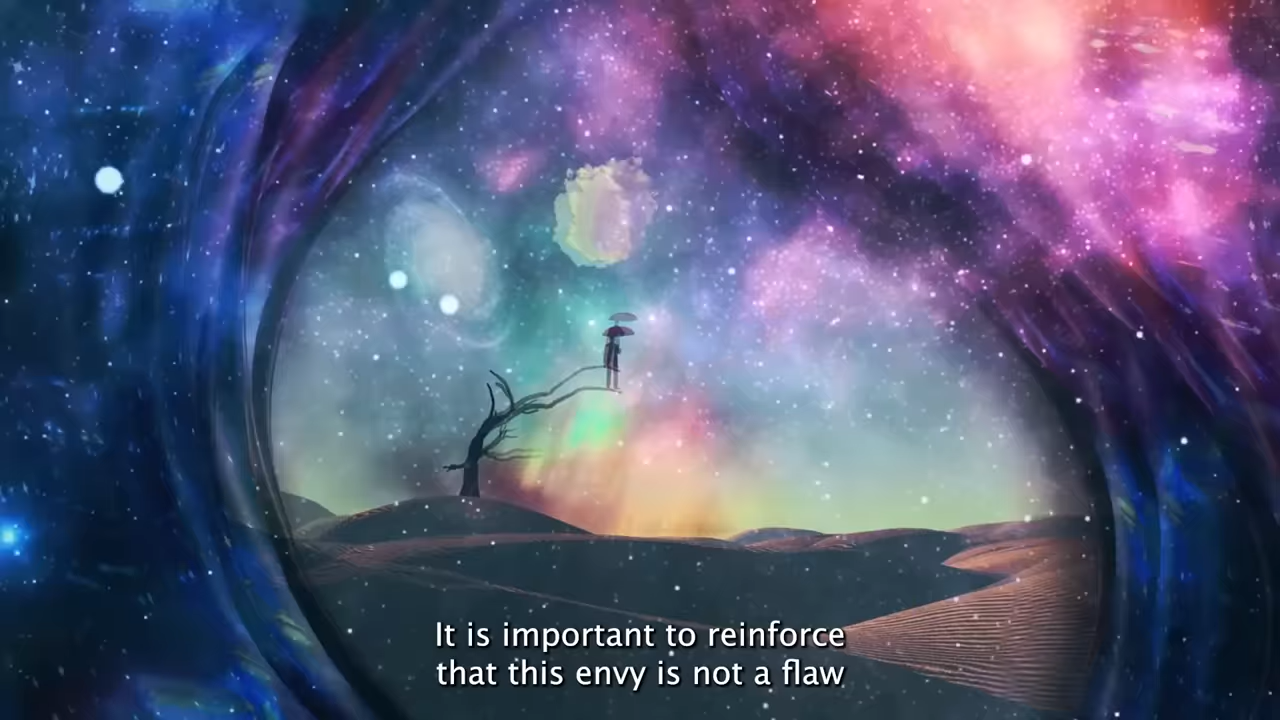 It is important to reinforce
that this envy is not a flaw